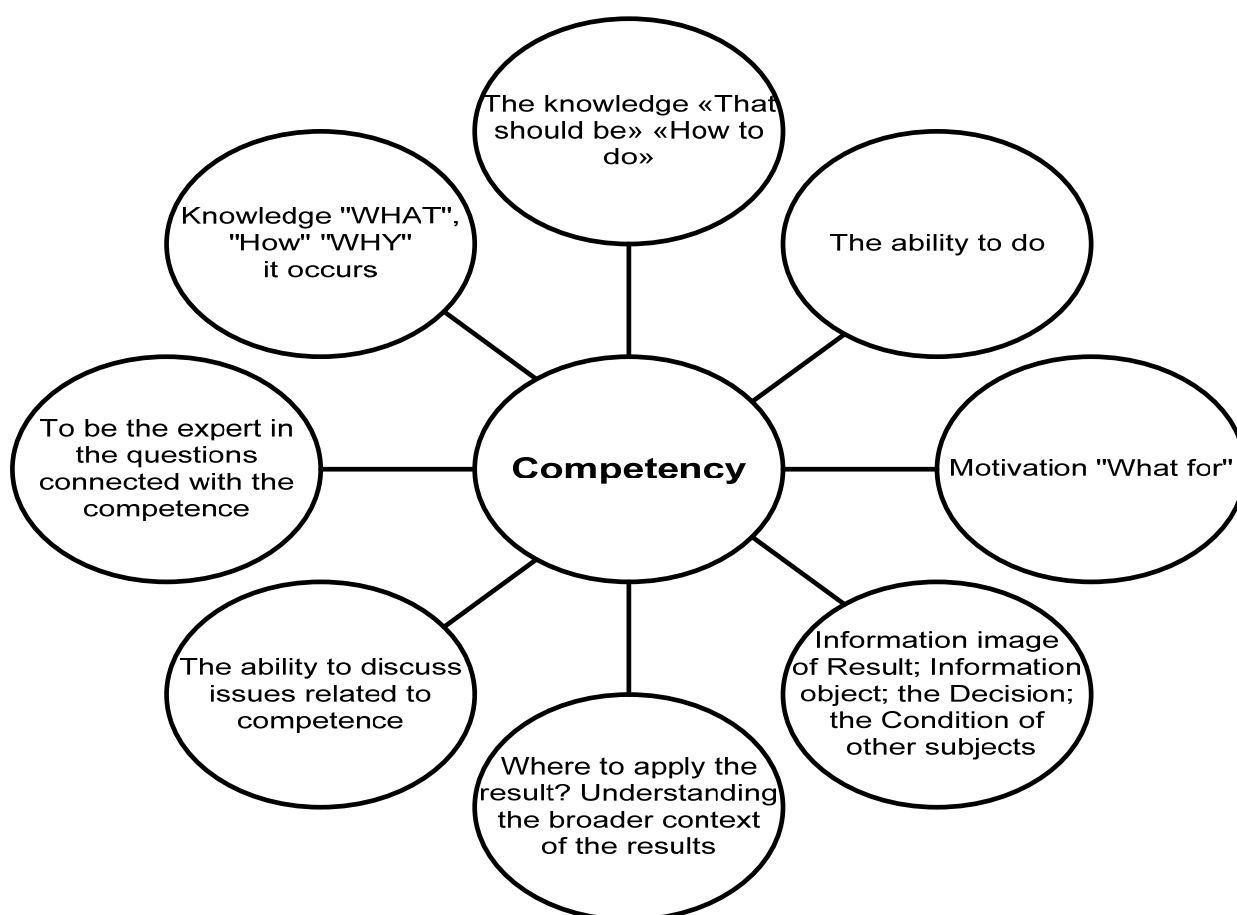 The knowledge «That
should be» «How to
do»
Knowledge "WHAT",
"How" "WHY"
it occurs
The ability to do
To be the expert in
the questions
connected with the
competence
Competency
Motivation "What for"
The ability to discuss
issues related to
competence
Information image
of Result; Information
object; the Decision;
the Condition of
other subjects
Where to apply the
result? Understanding
the broader context
of the results